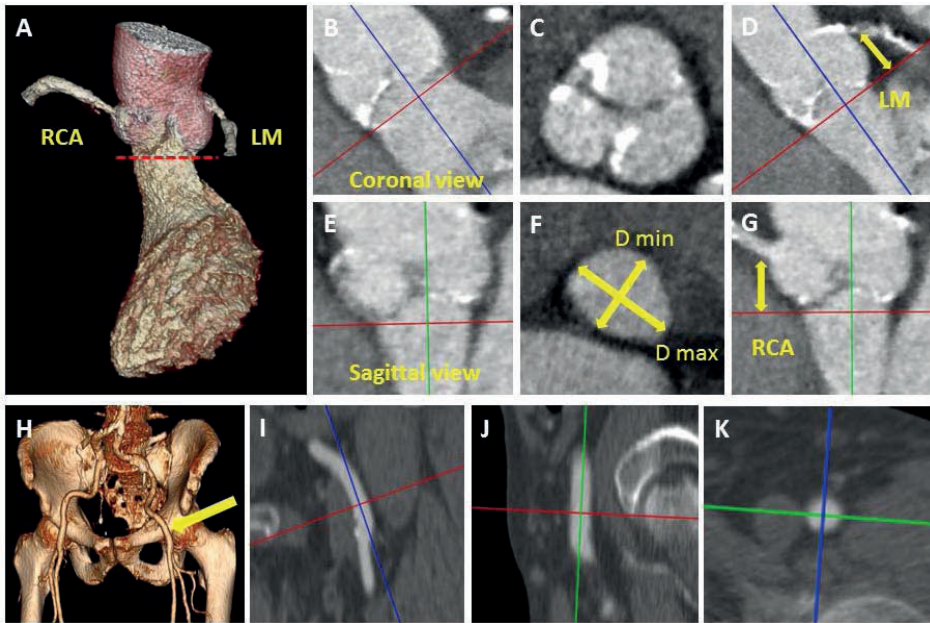 A
RCA
LM
B
Coronal view
C
D
LM
E
Sagittal view
F
D min
D max
G
RCA
H
I
J
K